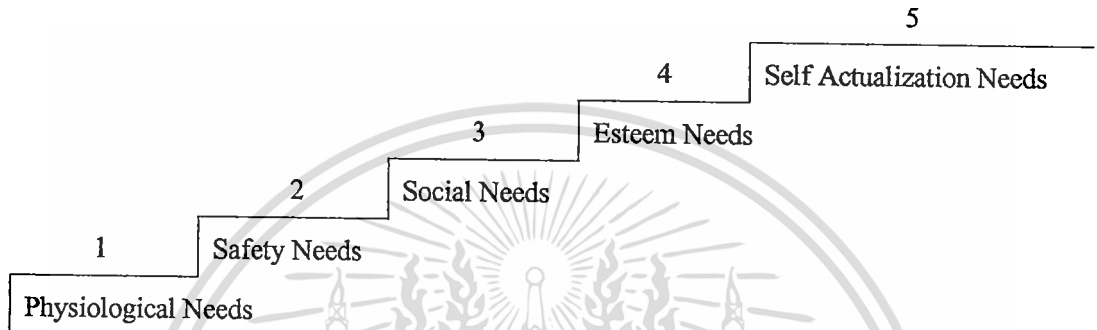 5
Self Actualization Needs
4
Esteem Needs
3
Social Needs
2
Safety Needs
1
Physiological Needs